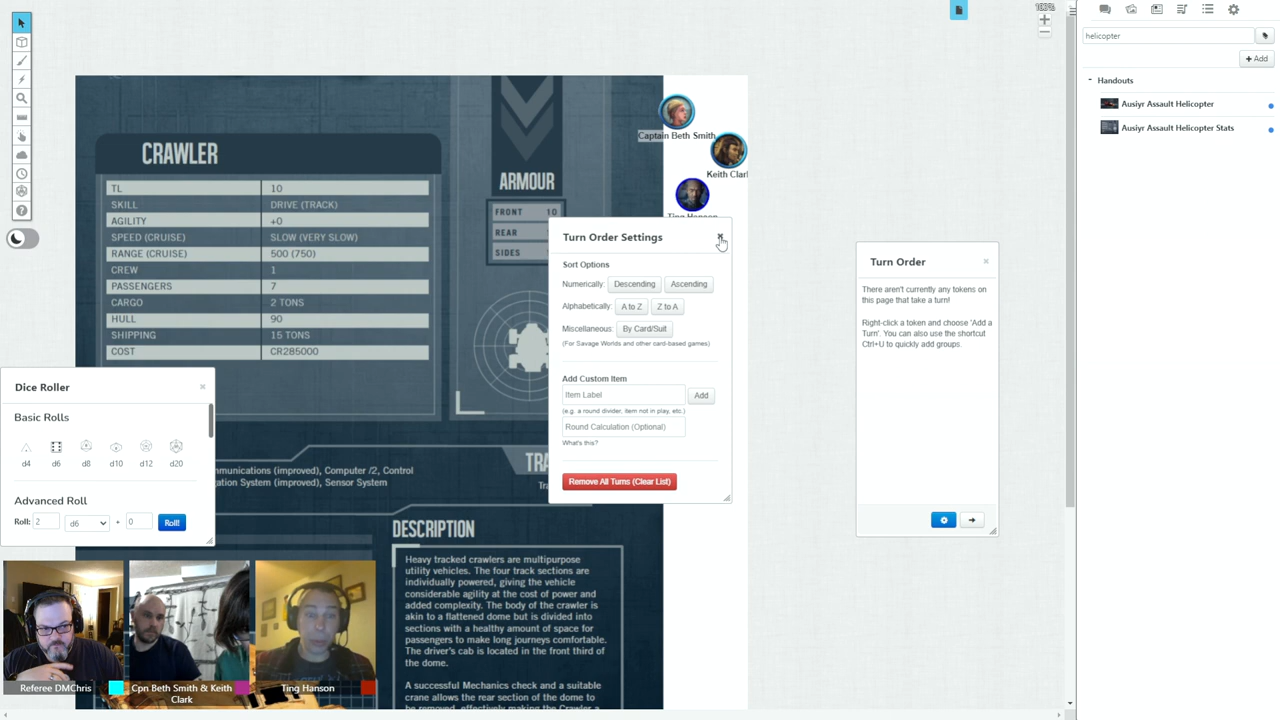 100%
helicopter
+ Add
Handouts
Ausiyr Assault Helicopter
Ausiyr Assault Helicopter Stats
CRAWLER
TL 10
SKILL DRIVE (TRACK)
AGILITY +0
SPEED (CRUISE) SLOW (VERY SLOW)
RANGE (CRUISE) 500 (750)
CREW 1
PASSENGERS 7
CARGO 2 TONS
HULL 90
SHIPPING 15 TONS
COST CR285000
ARMOUR
FRONT 10
REAR
SIDES
Captain Beth Smith
Keith Clar
Ting Hanson
Turn Order Settings
Sort Options
Numerically: Descending Ascending
Alphabetically: A to Z Z to A
Miscellaneous: By Card/Suit
(For Savage Worlds and other card-based games)
Add Custom Item
Item Label Add
(e.g. a round divider, item not in play, etc.)
Round Calculation (Optional)
What's this?
Remove All Turns (Clear List)
Turn Order
There aren't currently any tokens on
this page that take a turn!
Right-click a token and choose 'Add a
Turn'. You can also use the shortcut
Ctrl+U to quickly add groups.
Dice Roller
Basic Rolls
d4 d6 d8 d10 d12 d20
Advanced Roll
Roll: 2 d6 + 0 Roll!
mmunications (improved), Computer /2, Control
gation System (improved), Sensor System
TRA
Tra
DESCRIPTION
Heavy tracked crawlers are multipurpose
utility vehicles. The four track sections are
individually powered, giving the vehicle
considerable agility at the cost of power and
added complexity. The body of the crawler is
akin to a flattened dome but is divided into
sections with a healthy amount of space for
passengers to make long journeys comfortable.
The driver's cab is located in the front third of
the dome.
A successful Mechanics check and a suitable
crane allows the rear section of the dome to
be removed, effectively making the Crawler a
Referee DMChris
Cpn Beth Smith & Keith
Clark
Ting Hanson